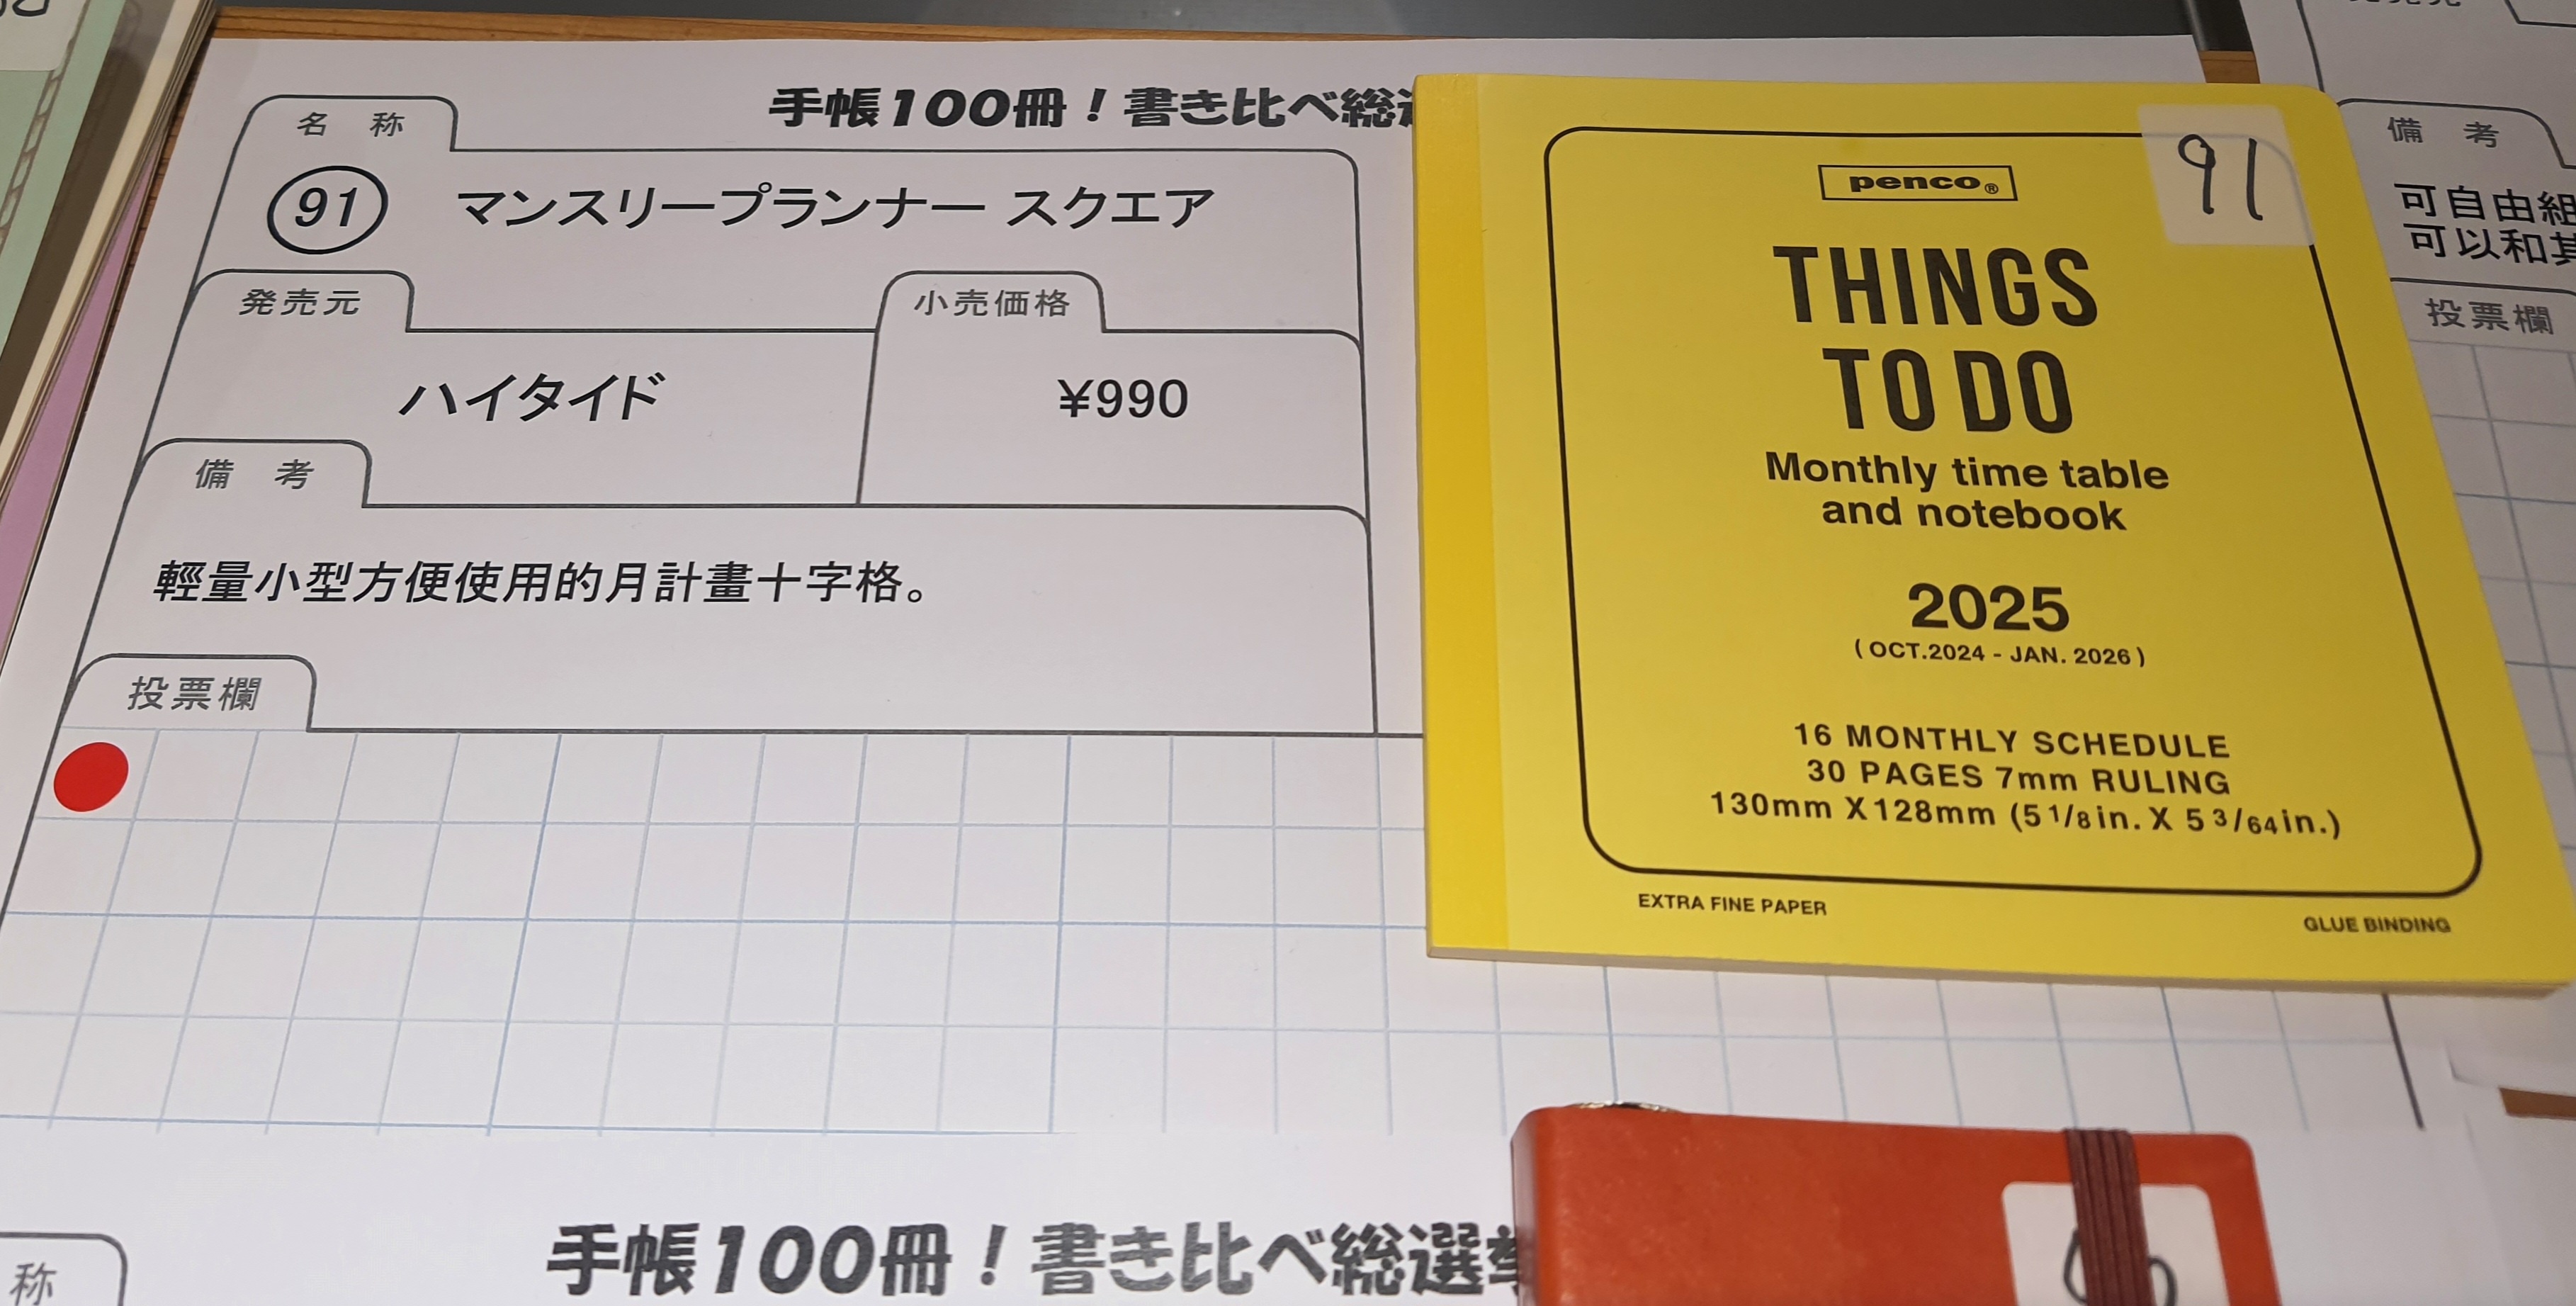 手帳100冊！書き比べ総
名 称
91 マンスリープランナー スクエア
発売元
小売価格
ハイタイド
¥990
備 考
輕量小型方便使用的月計畫十字格。
投票欄
penco®
91
THINGS
TO DO
Monthly time table
and notebook
2025
( OCT.2024 - JAN. 2026 )
16 MONTHLY SCHEDULE
30 PAGES 7mm RULING
130mm X 128mm (5 1/8 in. X 5 3/64 in.)
EXTRA FINE PAPER
GLUE BINDING
備 考
可自由組
可以和其
投票欄
手帳100冊！書き比べ総選挙
称